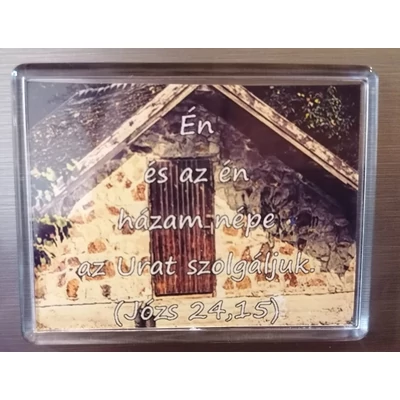 Én
és az én
házam népe
az Urat szolgáljuk.
(Józs 24,15)